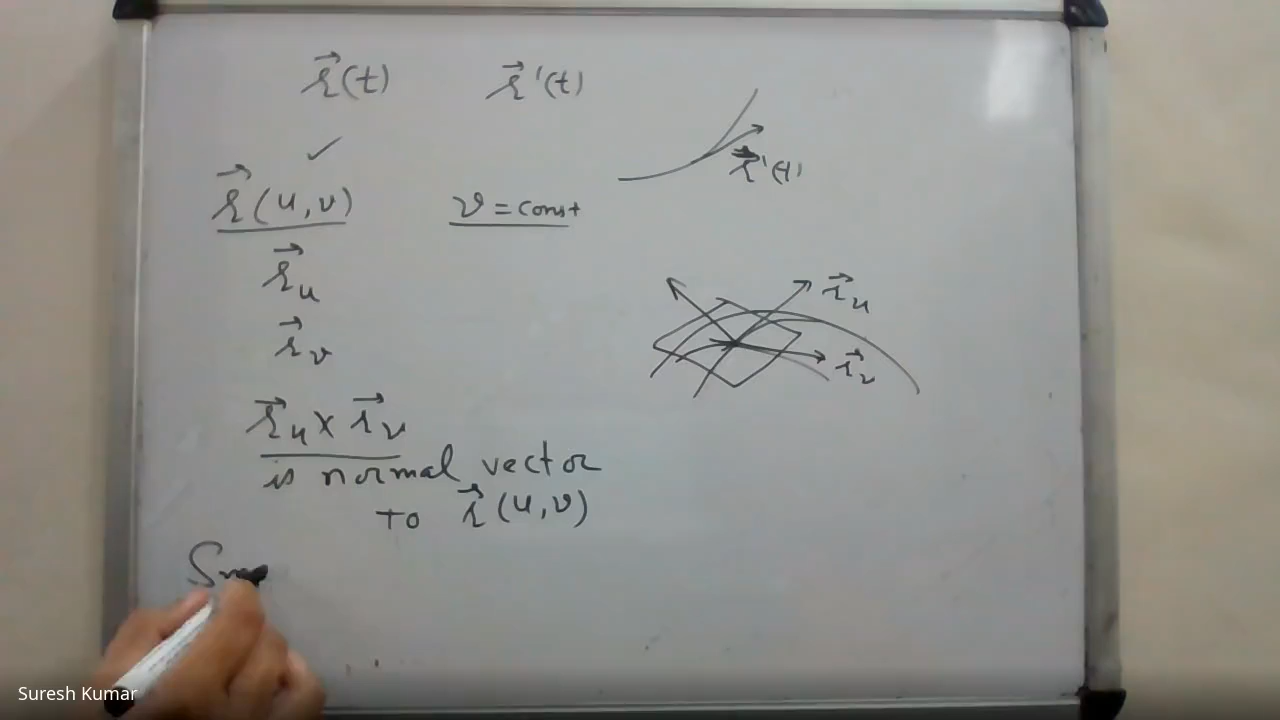 r⃗(t) r⃗'(t)
r⃗'(t)
r⃗(u,v) v = const
r⃗u
r⃗v
r⃗u
r⃗v
r⃗u × r⃗v
is normal vector
to r⃗(u,v)
Suresh Kumar